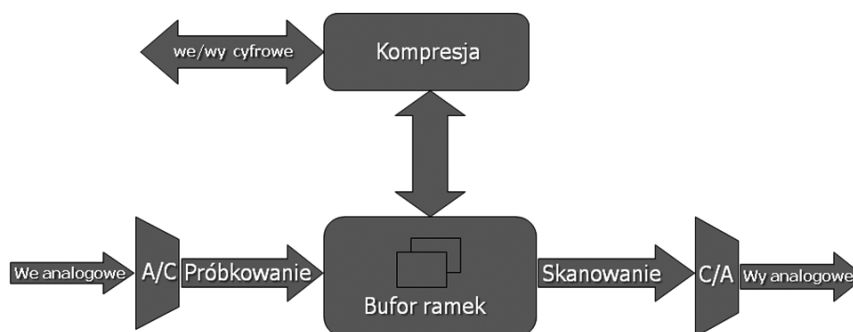 we/wy cyfrowe
Kompresja
We analogowe
A/C
Próbkowanie
Bufor ramek
Skanowanie
C/A
Wy analogowe